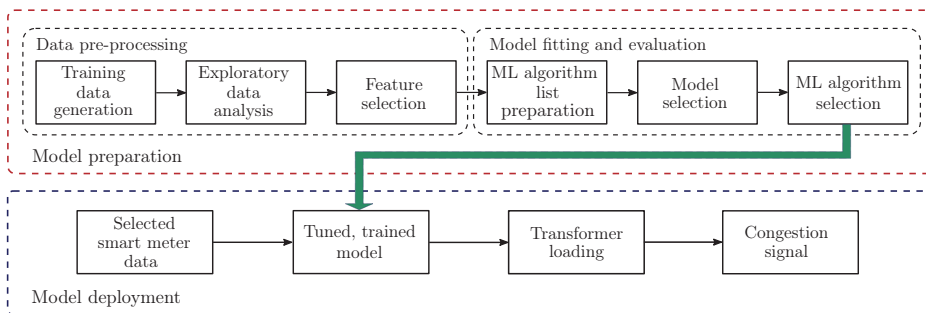 Data pre-processing
Training
data
generation
Exploratory
data
analysis
Feature
selection
Model fitting and evaluation
ML algorithm
list
preparation
Model
selection
ML algorithm
selection
Model preparation
Selected
smart meter
data
Tuned, trained
model
Transformer
loading
Congestion
signal
Model deployment